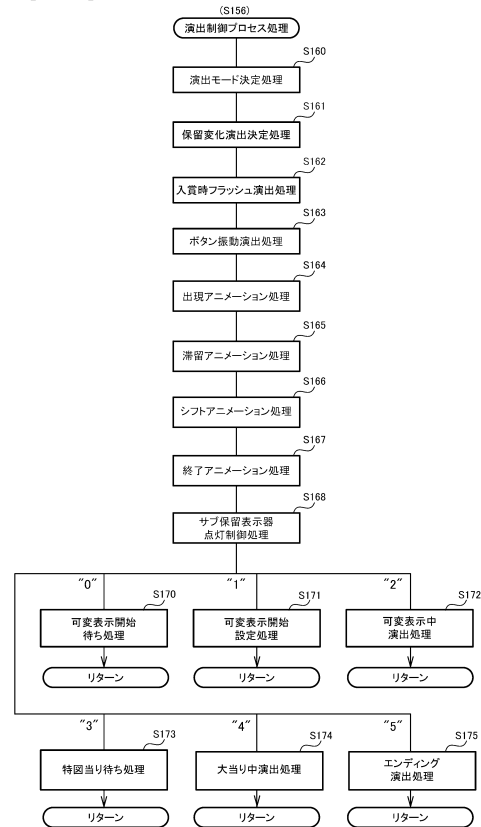 (S156)
演出制御プロセス処理
S160
演出モード決定処理
S161
保留変化演出決定処理
S162
入賞時フラッシュ演出処理
S163
ボタン振動演出処理
S164
出現アニメーション処理
S165
滞留アニメーション処理
S166
シフトアニメーション処理
S167
終了アニメーション処理
S168
サブ保留表示器
点灯制御処理
"0"
S170
可変表示開始
待ち処理
リターン
"1"
S171
可変表示開始
設定処理
リターン
"2"
S172
可変表示中
演出処理
リターン
"3"
S173
特図当り待ち処理
リターン
"4"
S174
大当り中演出処理
リターン
"5"
S175
エンディング
演出処理
リターン